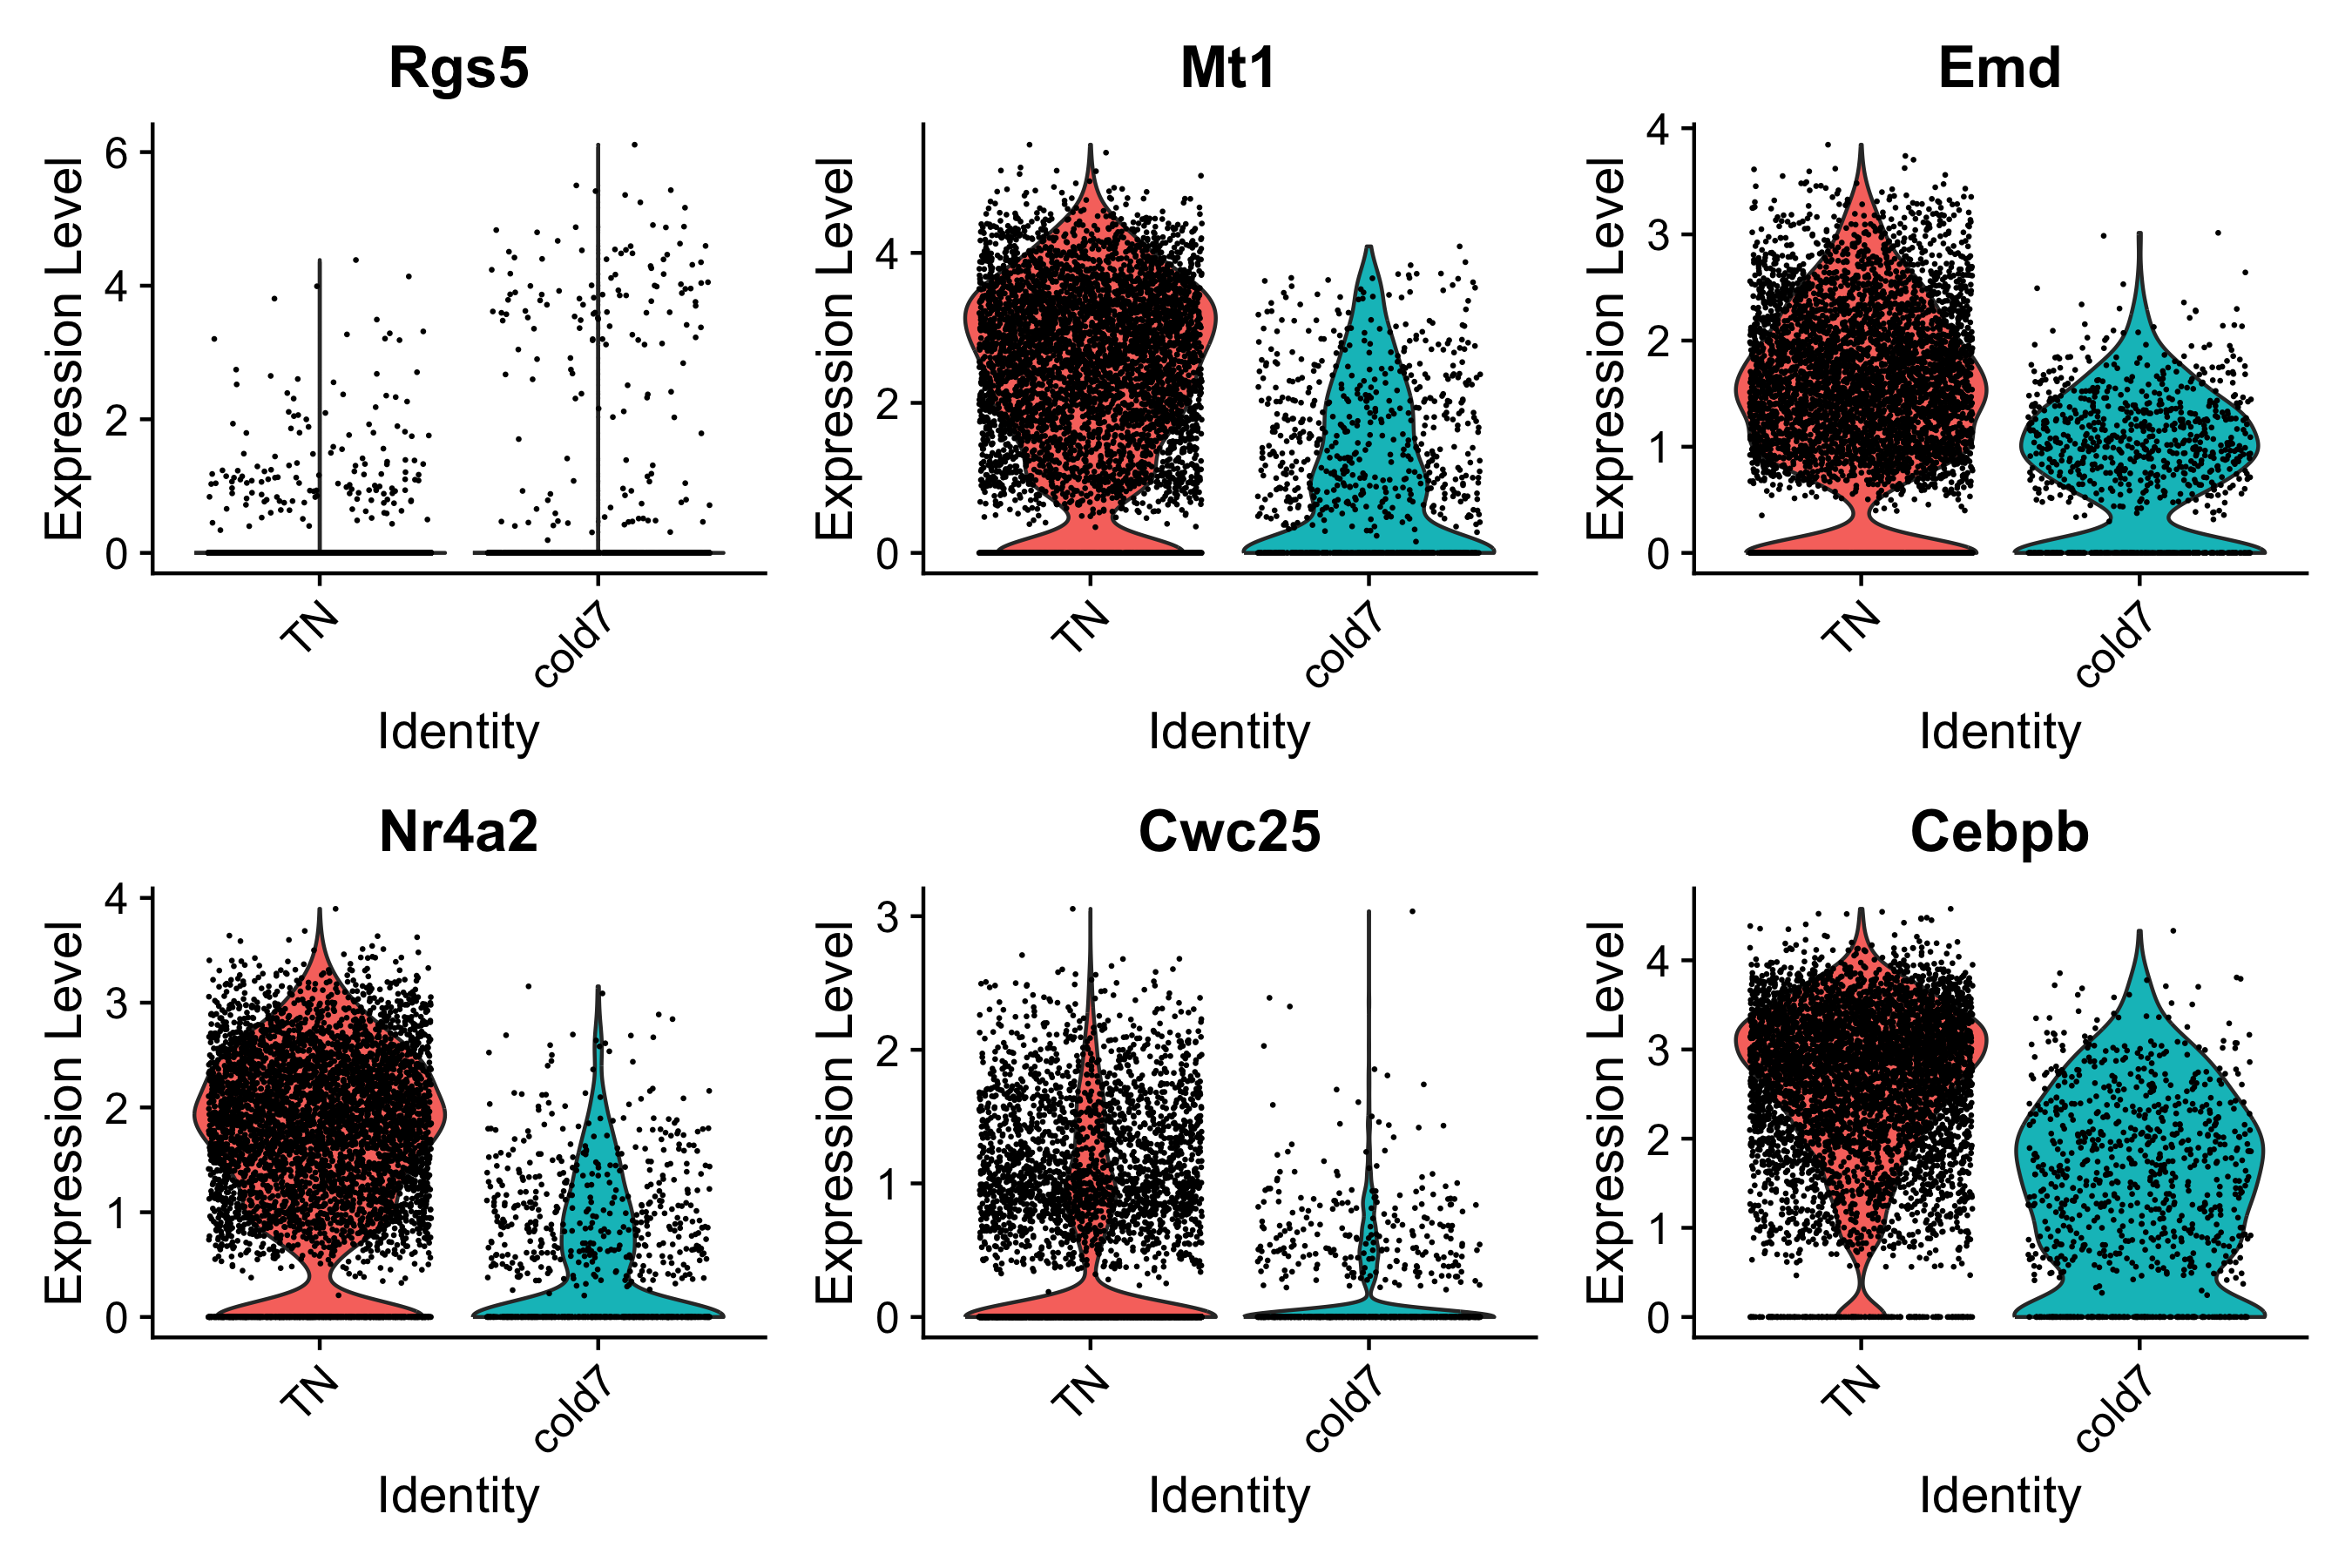 Rgs5
Mt1
Emd
Expression Level
6
4
2
0
TN
cold7
Identity
Expression Level
4
2
0
TN
cold7
Identity
Expression Level
4
3
2
1
0
TN
cold7
Identity
Nr4a2
Cwc25
Cebpb
Expression Level
4
3
2
1
0
TN
cold7
Identity
Expression Level
3
2
1
0
TN
cold7
Identity
Expression Level
4
3
2
1
0
TN
cold7
Identity